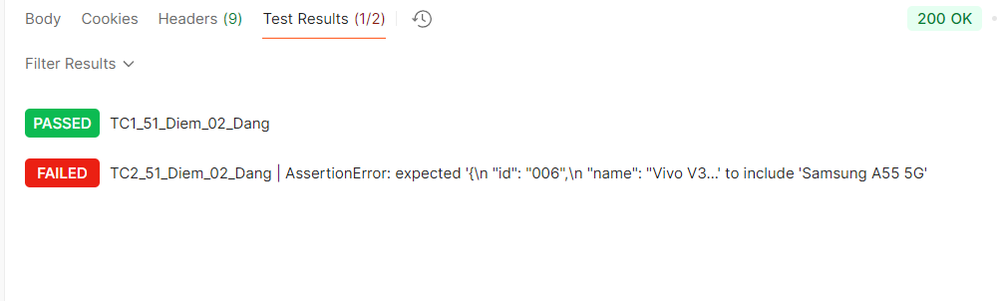 Body Cookies Headers (9) Test Results (1/2) 200 OK
Filter Results
PASSED TC1_51_Diem_02_Dang
FAILED TC2_51_Diem_02_Dang | AssertionError: expected '{\n "id": "006",\n "name": "Vivo V3...' to include 'Samsung A55 5G'